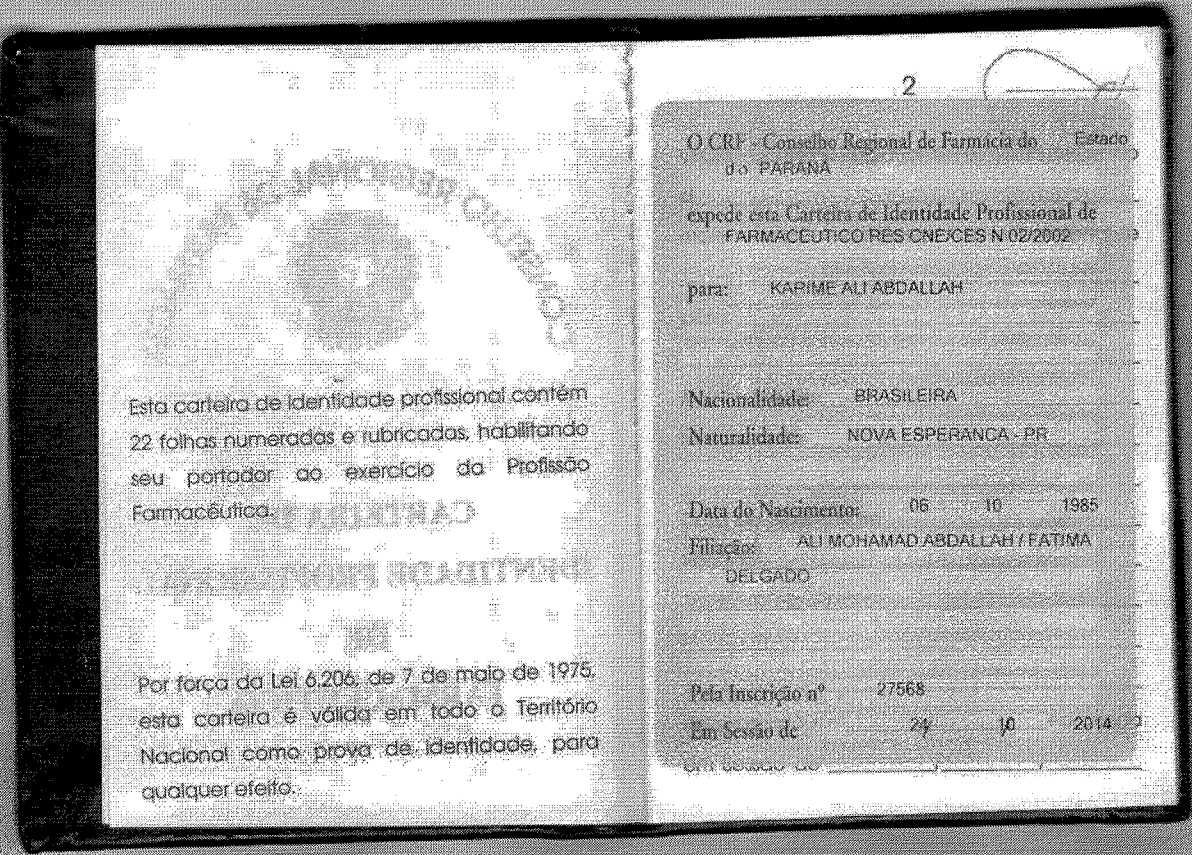 Esta carteira de identidade profissional contém
22 folhas numeradas e rubricadas, habilitando
seu portador ao exercício da Profissão
Farmacêutica.
Por força da Lei 6.206, de 7 de maio de 1975,
esta carteira é válida em todo o Território
Nacional como prova de identidade, para
qualquer efeito.
2
O CRF - Conselho Regional de Farmácia do Estado
do PARANÁ
expede esta Carteira de Identidade Profissional de
FARMACEUTICO RES CNE/CES N 02/2002
para: KARIME ALI ABDALLAH
Nacionalidade: BRASILEIRA
Naturalidade: NOVA ESPERANCA - PR
Data do Nascimento: 06 10 1985
Filiação: ALI MOHAMAD ABDALLAH / FATIMA
DELGADO
Pela Inscrição nº 27568
Em Sessão de 24 10 2014